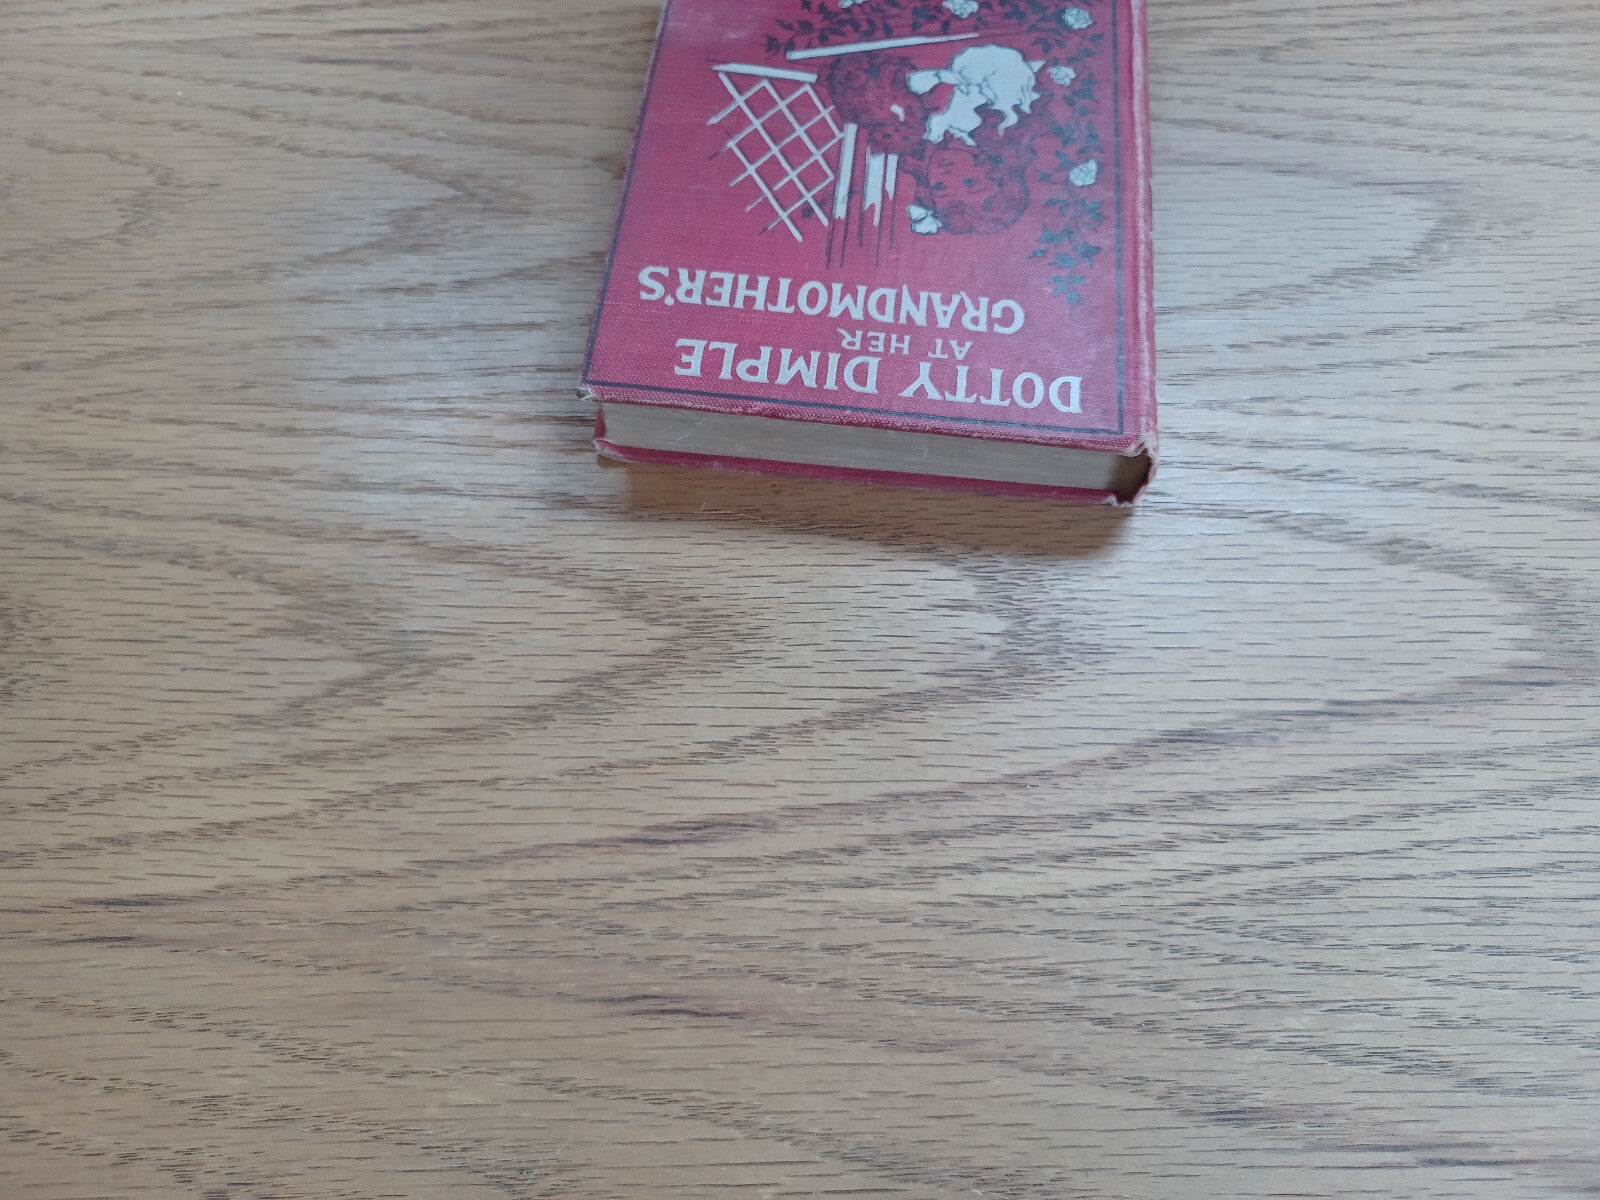 DOTTY DIMPLE
AT HER
GRANDMOTHER'S